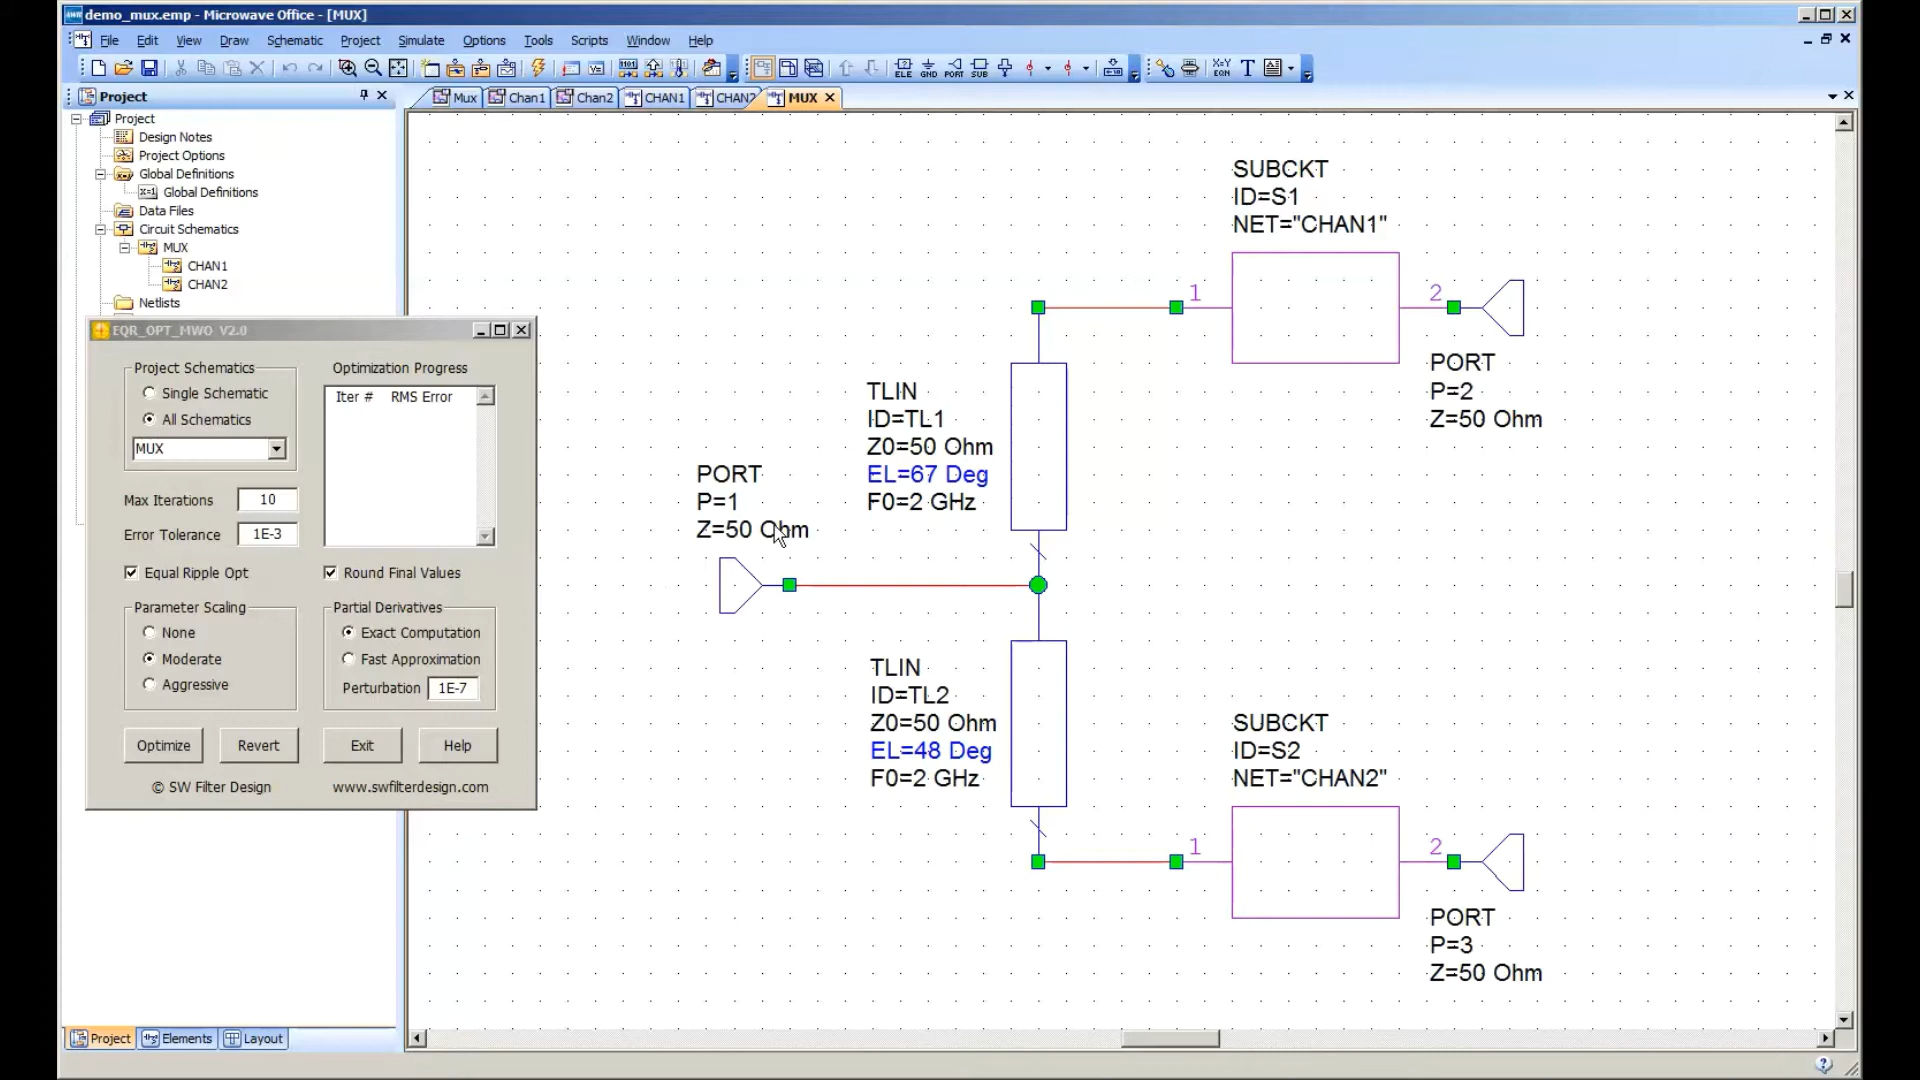 demo_mux.emp - Microwave Office - [MUX]
File Edit View Draw Schematic Project Simulate Options Tools Scripts Window Help
ELE GND PORT SUB X=Y EQN T
Project
Mux Chan1 Chan2 CHAN1 CHAN2 MUX
Project
Design Notes
Project Options
Global Definitions
Global Definitions
Data Files
Circuit Schematics
MUX
CHAN1
CHAN2
Netlists
EQR_OPT_MWO V2.0
Project Schematics
Single Schematic
All Schematics
MUX
Optimization Progress
Iter # RMS Error
Max Iterations 10
Error Tolerance 1E-3
Equal Ripple Opt
Round Final Values
Parameter Scaling
None
Moderate
Aggressive
Partial Derivatives
Exact Computation
Fast Approximation
Perturbation 1E-7
Optimize Revert Exit Help
© SW Filter Design www.swfilterdesign.com
SUBCKT
ID=S1
NET="CHAN1"
1
2
PORT
P=2
Z=50 Ohm
TLIN
ID=TL1
Z0=50 Ohm
EL=67 Deg
F0=2 GHz
PORT
P=1
Z=50 Ohm
TLIN
ID=TL2
Z0=50 Ohm
EL=48 Deg
F0=2 GHz
SUBCKT
ID=S2
NET="CHAN2"
1
2
PORT
P=3
Z=50 Ohm
Project Elements Layout